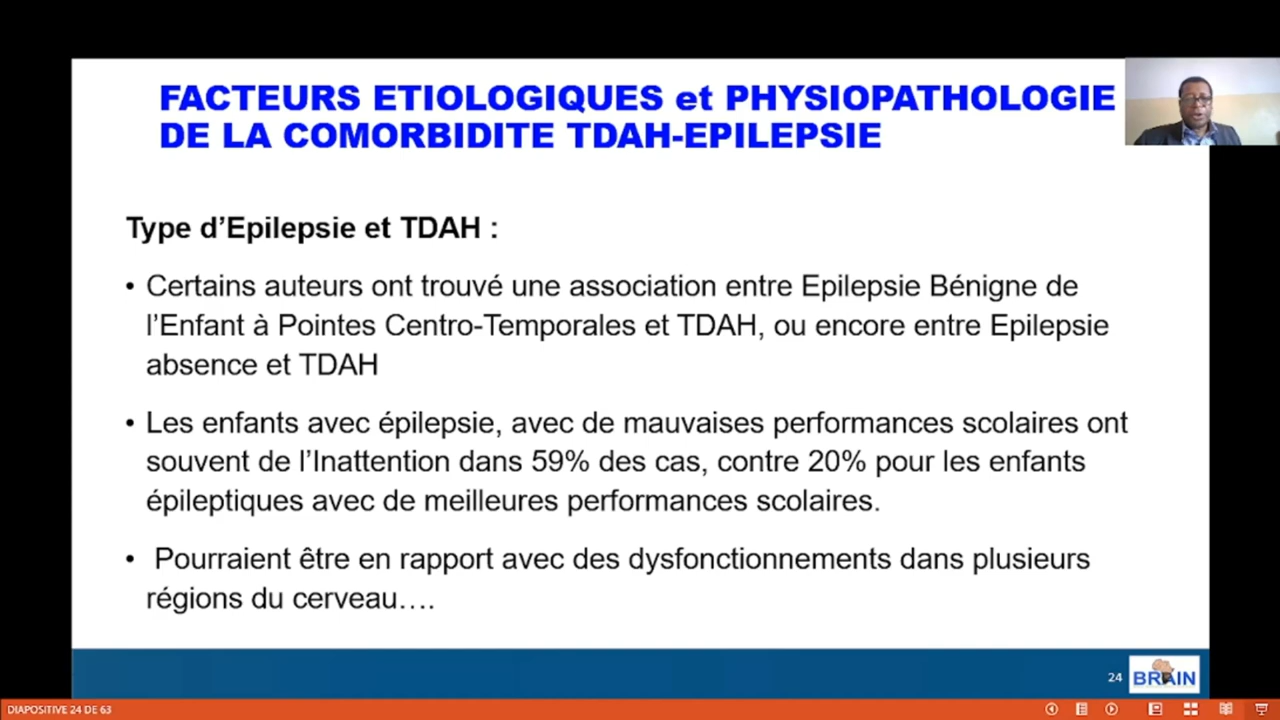 FACTEURS ETIOLOGIQUES et PHYSIOPATHOLOGIE
DE LA COMORBIDITE TDAH-EPILEPSIE
Type d'Epilepsie et TDAH :
• Certains auteurs ont trouvé une association entre Epilepsie Bénigne de
l'Enfant à Pointes Centro-Temporales et TDAH, ou encore entre Epilepsie
absence et TDAH
• Les enfants avec épilepsie, avec de mauvaises performances scolaires ont
souvent de l'Inattention dans 59% des cas, contre 20% pour les enfants
épileptiques avec de meilleures performances scolaires.
• Pourraient être en rapport avec des dysfonctionnements dans plusieurs
régions du cerveau….
24
BRAIN
DIAPOSITIVE 24 DE 63